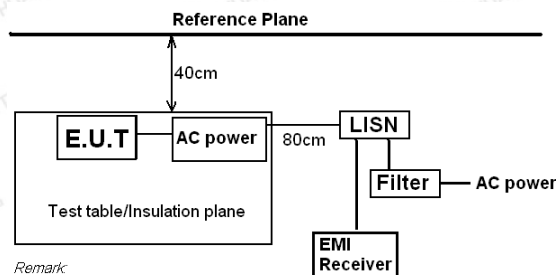 Reference Plane
40cm
E.U.T
AC power
80cm
LISN
Filter
AC power
Test table/Insulation plane
EMI
Receiver
Remark: